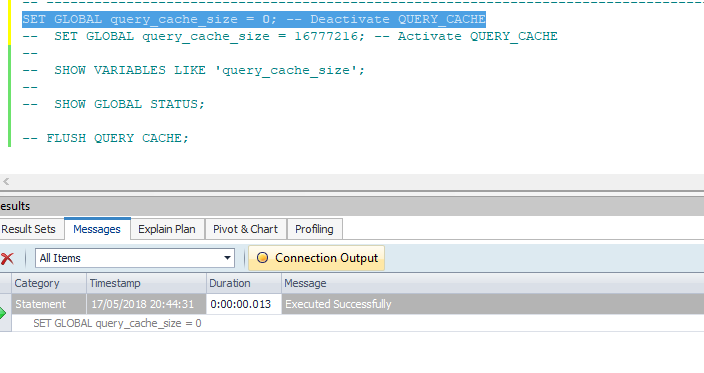 -- ----------------------------------------------------------------------------------------
SET GLOBAL query_cache_size = 0; -- Deactivate QUERY_CACHE
-- SET GLOBAL query_cache_size = 16777216; -- Activate QUERY_CACHE
--
-- SHOW VARIABLES LIKE 'query_cache_size';
--
-- SHOW GLOBAL STATUS;
-- FLUSH QUERY CACHE;
esults
Result Sets Messages Explain Plan Pivot & Chart Profiling
All Items Connection Output
Category Timestamp Duration Message
Statement 17/05/2018 20:44:31 0:00:00.013 Executed Successfully
SET GLOBAL query_cache_size = 0